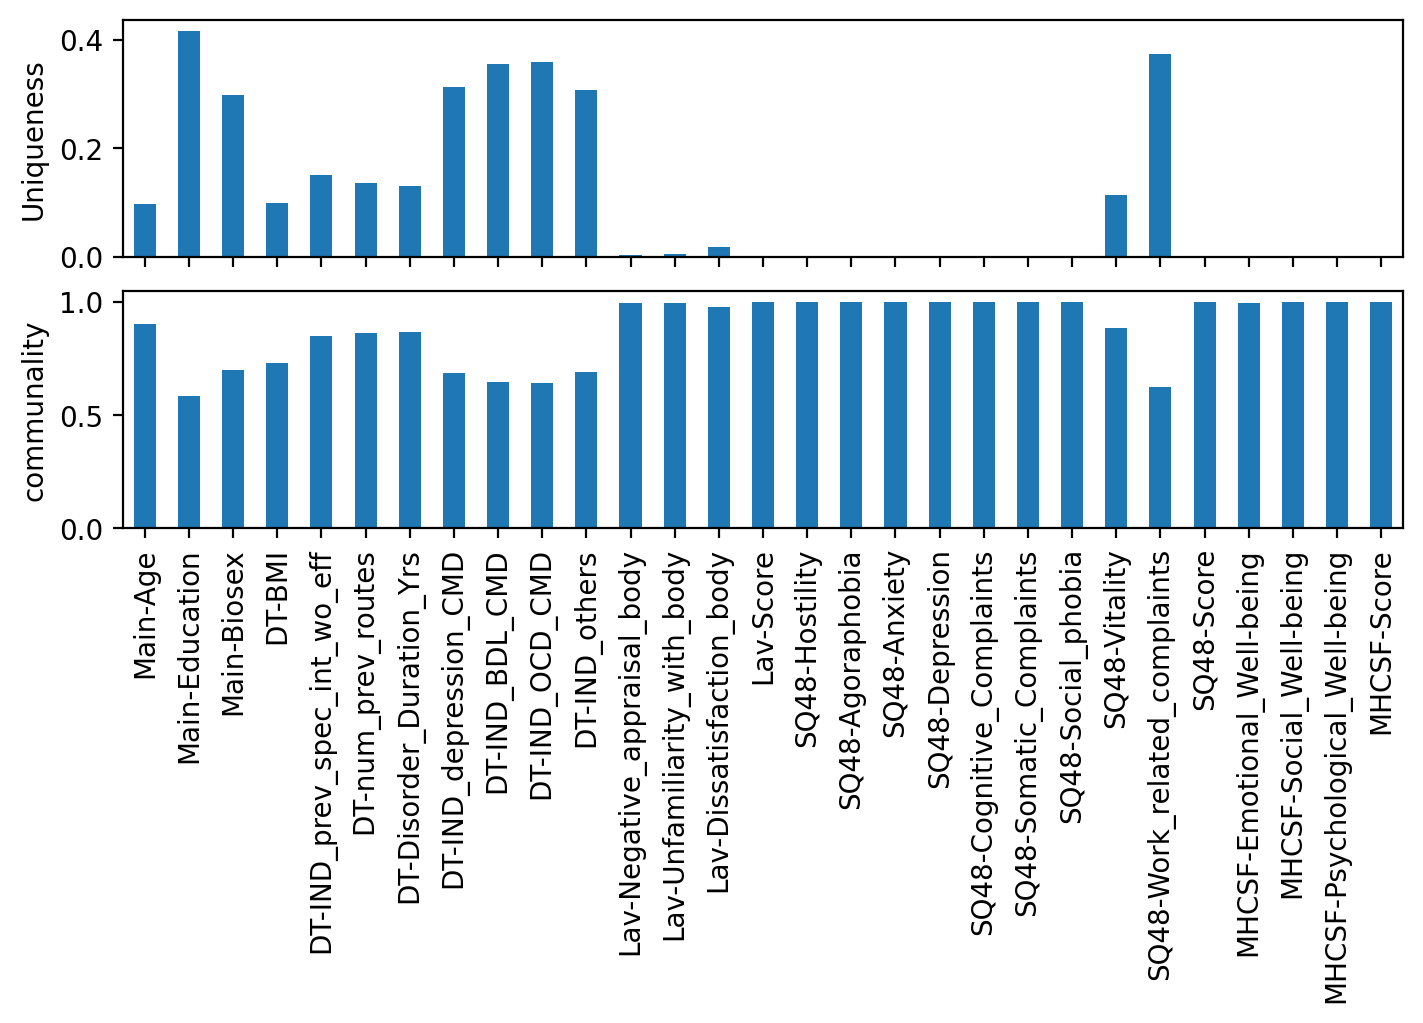 Uniqueness
0.4
0.2
0.0
communality
1.0
0.5
0.0
Main-Age
Main-Education
Main-Biosex
DT-BMI
DT-IND_prev_spec_int_wo_eff
DT-num_prev_routes
DT-Disorder_Duration_Yrs
DT-IND_depression_CMD
DT-IND_BDL_CMD
DT-IND_OCD_CMD
DT-IND_others
Lav-Negative_appraisal_body
Lav-Unfamiliarity_with_body
Lav-Dissatisfaction_body
Lav-Score
SQ48-Hostility
SQ48-Agoraphobia
SQ48-Anxiety
SQ48-Depression
SQ48-Cognitive_Complaints
SQ48-Somatic_Complaints
SQ48-Social_phobia
SQ48-Vitality
SQ48-Work_related_complaints
SQ48-Score
MHCSF-Emotional_Well-being
MHCSF-Social_Well-being
MHCSF-Psychological_Well-being
MHCSF-Score